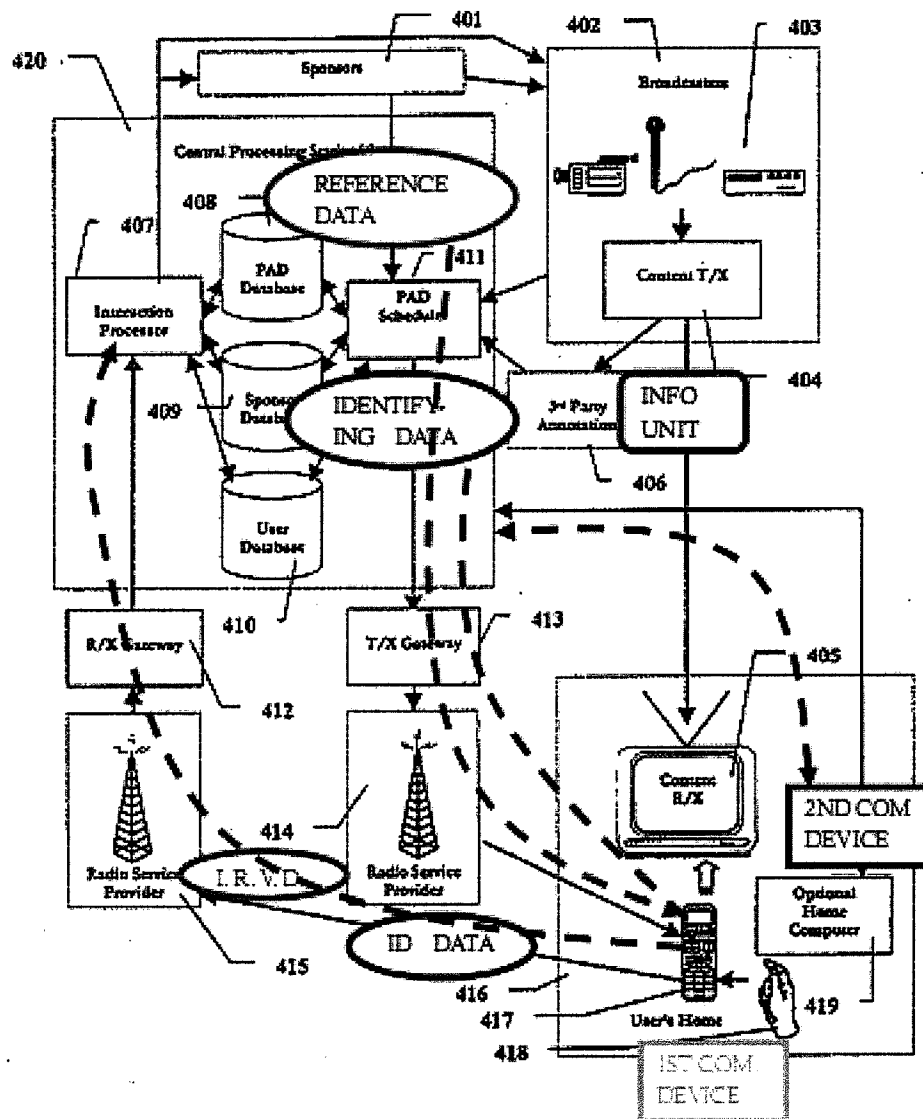 401
402
403
420
Sponsors
Broadcasters
Central Processing
REFERENCE
DATA
408
407
411
PAD
Database
PAD
Schedule
Content T/X
Interaction
Processor
404
409
Sponsor
Database
IDENTIFY-
ING DATA
3rd Party
Annotation
INFO
UNIT
406
User
Database
410
413
R/X Gateway
T/X Gateway
405
412
Content
R/X
2ND COM
DEVICE
414
Radio Service
Provider
I. R. V. D
Radio Service
Provider
Optional
Home
Computer
ID DATA
415
416
417
419
User's Home
418
1ST COM.
DEVICE